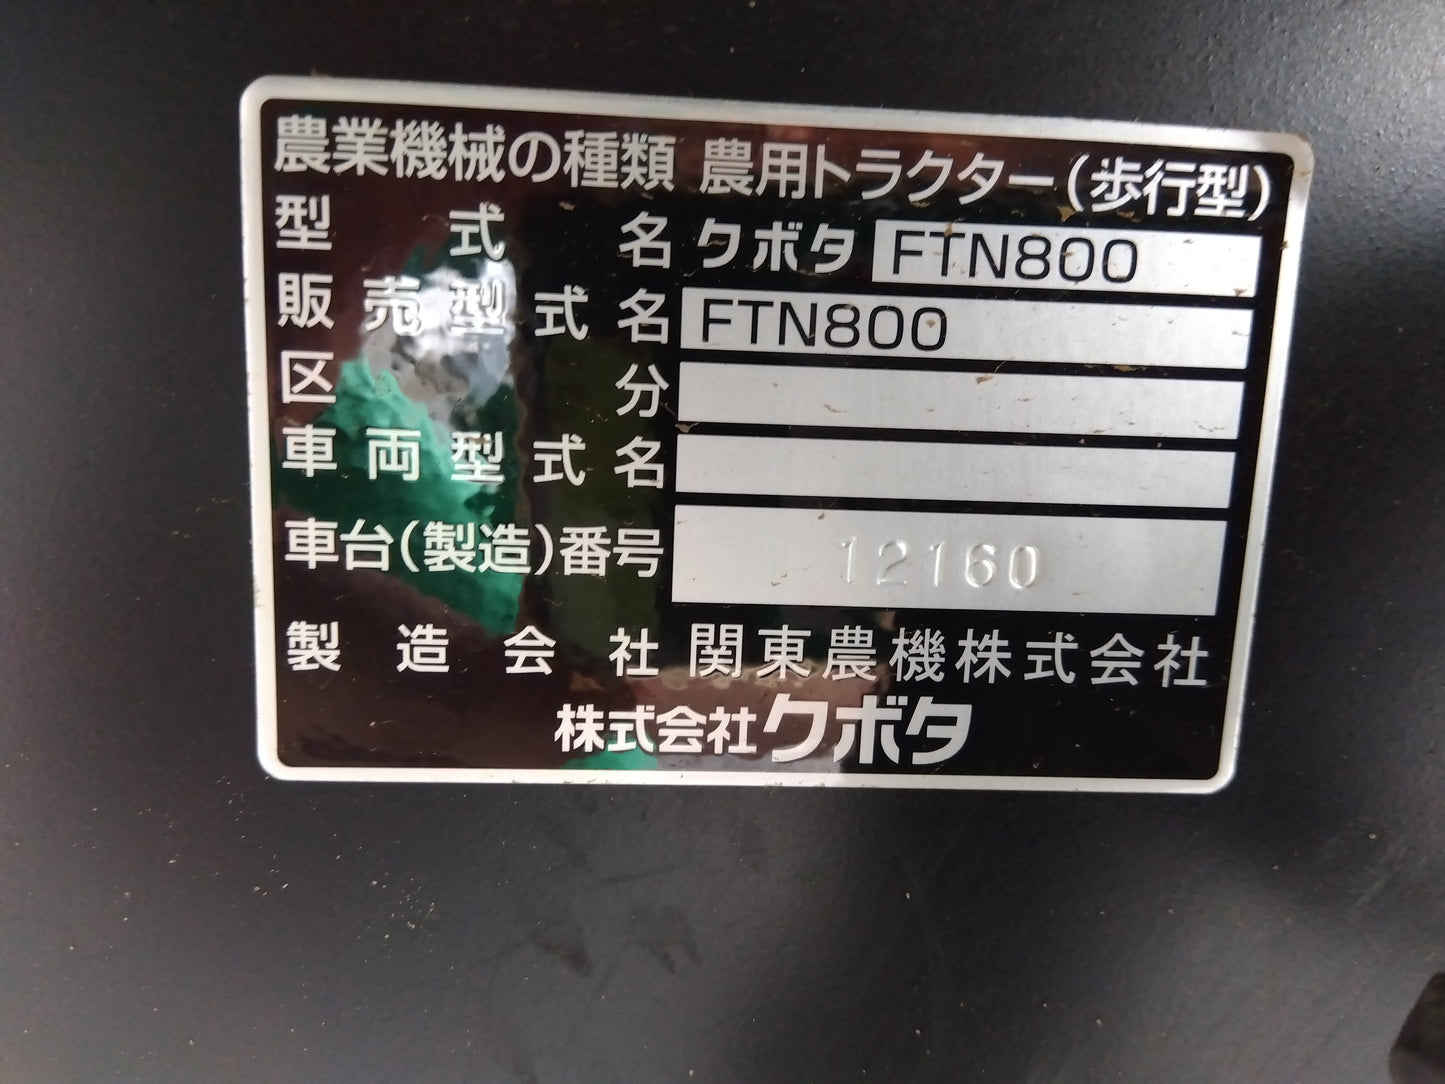 農業機械の種類 農用トラクター(歩行型)
型式名 クボタ FTN800
販売型式名 FTN800
区分
車両型式名
車台(製造)番号 12160
製造会社 関東農機株式会社
株式会社クボタ